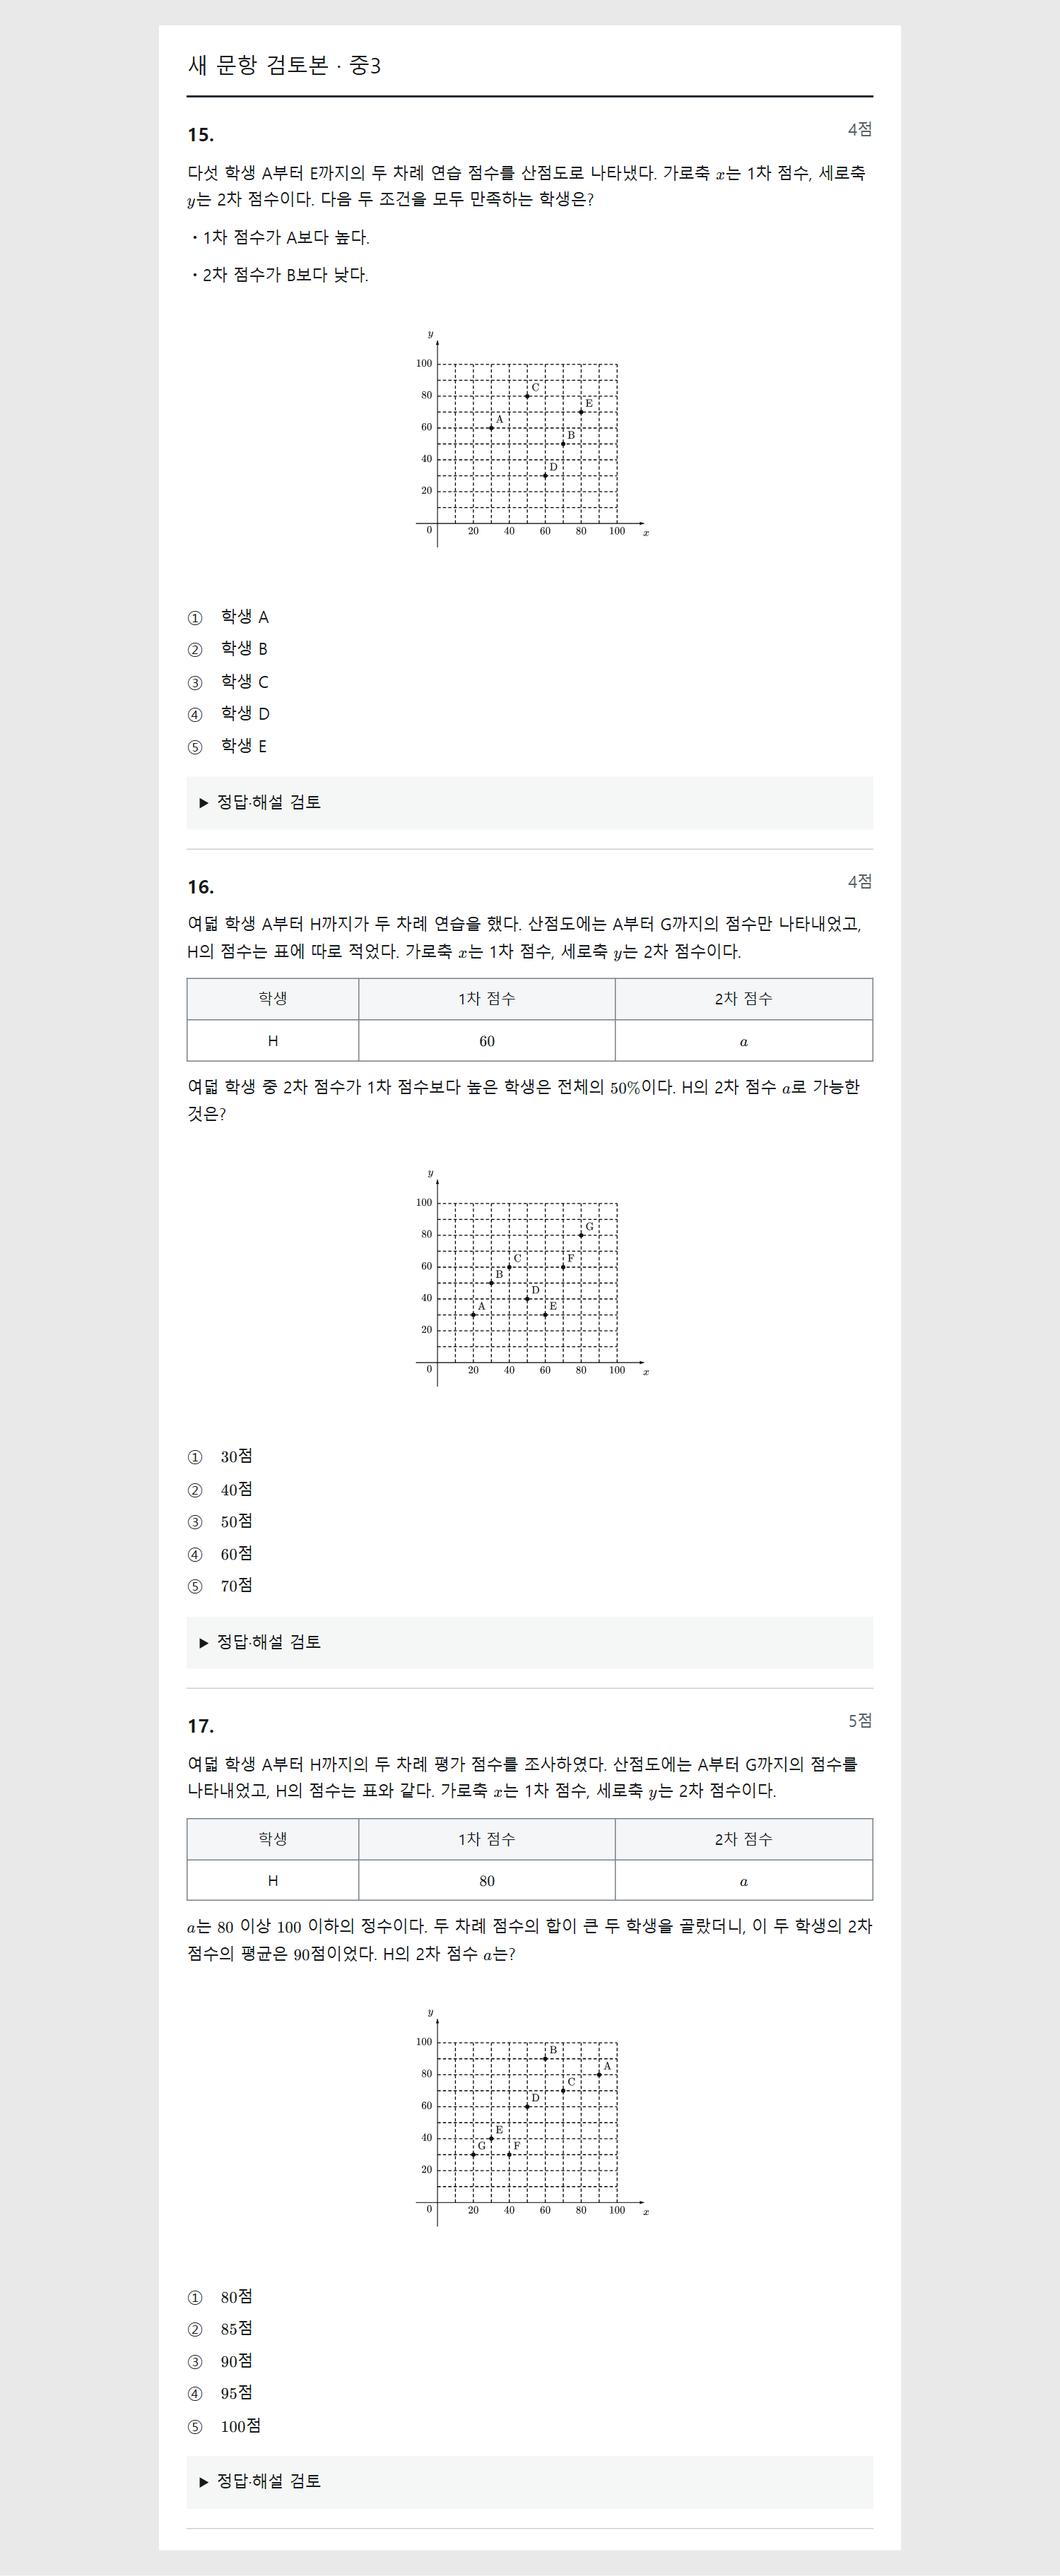 새 문항 검토본 · 중3
15.
4점
다섯 학생 A부터 E까지의 두 차례 연습 점수를 산점도로 나타냈다. 가로축 x는 1차 점수, 세로축
y는 2차 점수이다. 다음 두 조건을 모두 만족하는 학생은?
· 1차 점수가 A보다 높다.
· 2차 점수가 B보다 낮다.
y
100
C
80
E
A
60
B
40
D
20
0 20 40 60 80 100 x
① 학생 A
② 학생 B
③ 학생 C
④ 학생 D
⑤ 학생 E
▶ 정답·해설 검토
16.
4점
여덟 학생 A부터 H까지가 두 차례 연습을 했다. 산점도에는 A부터 G까지의 점수만 나타내었고,
H의 점수는 표에 따로 적었다. 가로축 x는 1차 점수, 세로축 y는 2차 점수이다.
학생 1차 점수 2차 점수
H 60 a
여덟 학생 중 2차 점수가 1차 점수보다 높은 학생은 전체의 50%이다. H의 2차 점수 a로 가능한
것은?
y
100
G
80
C F
60
B
D
40
A E
20
0 20 40 60 80 100 x
① 30점
② 40점
③ 50점
④ 60점
⑤ 70점
▶ 정답·해설 검토
17.
5점
여덟 학생 A부터 H까지의 두 차례 평가 점수를 조사하였다. 산점도에는 A부터 G까지의 점수를
나타내었고, H의 점수는 표와 같다. 가로축 x는 1차 점수, 세로축 y는 2차 점수이다.
학생 1차 점수 2차 점수
H 80 a
a는 80 이상 100 이하의 정수이다. 두 차례 점수의 합이 큰 두 학생을 골랐더니, 이 두 학생의 2차
점수의 평균은 90점이었다. H의 2차 점수 a는?
y
100
B
A
80
C
D
60
E
40
G F
20
0 20 40 60 80 100 x
① 80점
② 85점
③ 90점
④ 95점
⑤ 100점
▶ 정답·해설 검토